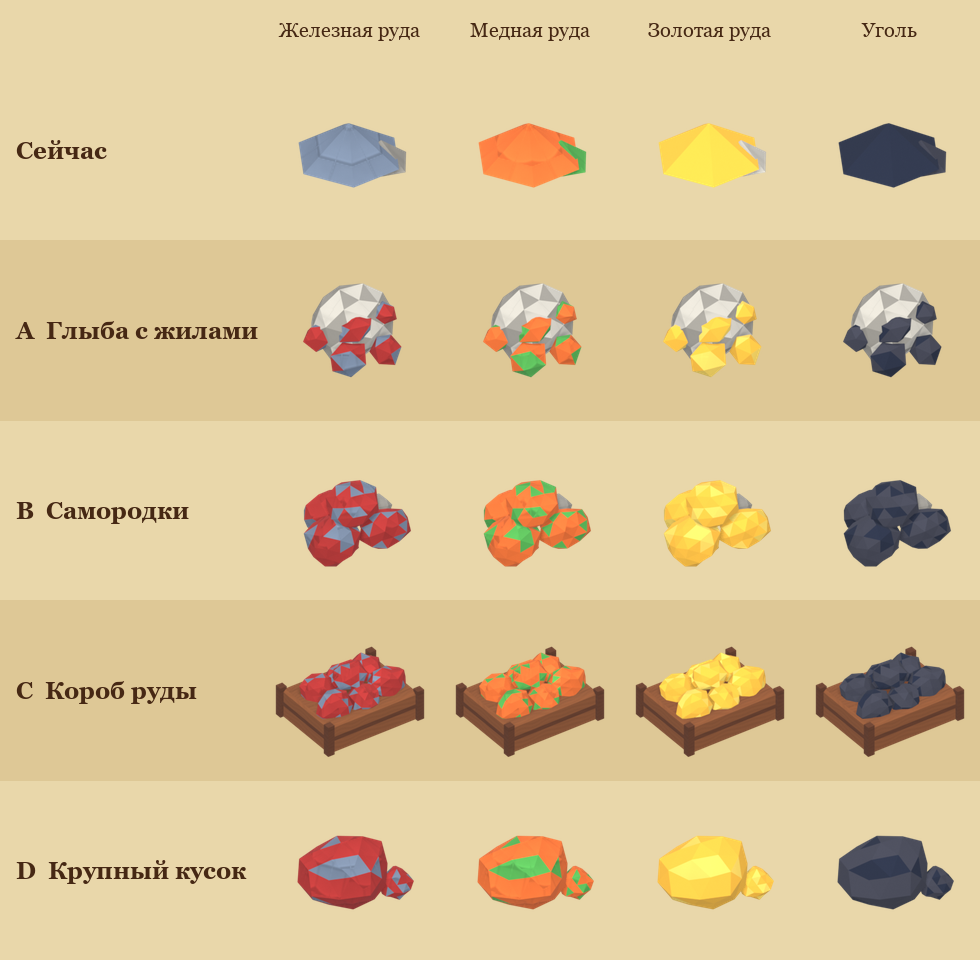 Железная руда Медная руда Золотая руда Уголь
Сейчас
A Глыба с жилами
B Самородки
C Короб руды
D Крупный кусок